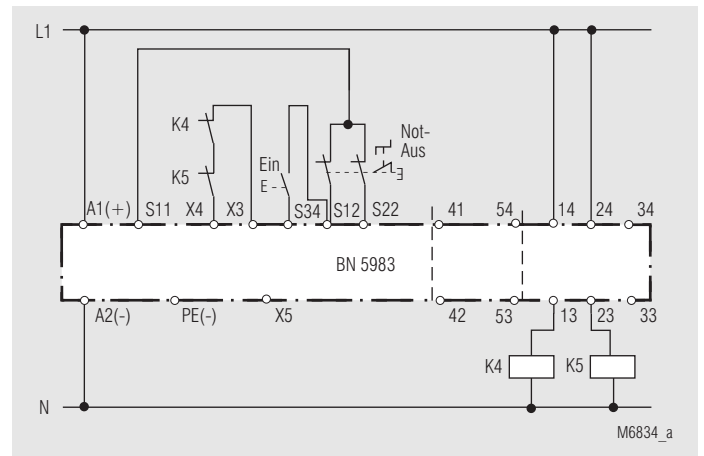 L1
K4
K5
Ein
E
Not-
Aus
A1(+) S11 X4 X3 S34 S12 S22 41 54 14 24 34
BN 5983
A2(-) PE(-) X5 42 53 13 23 33
K4 K5
N
M6834_a